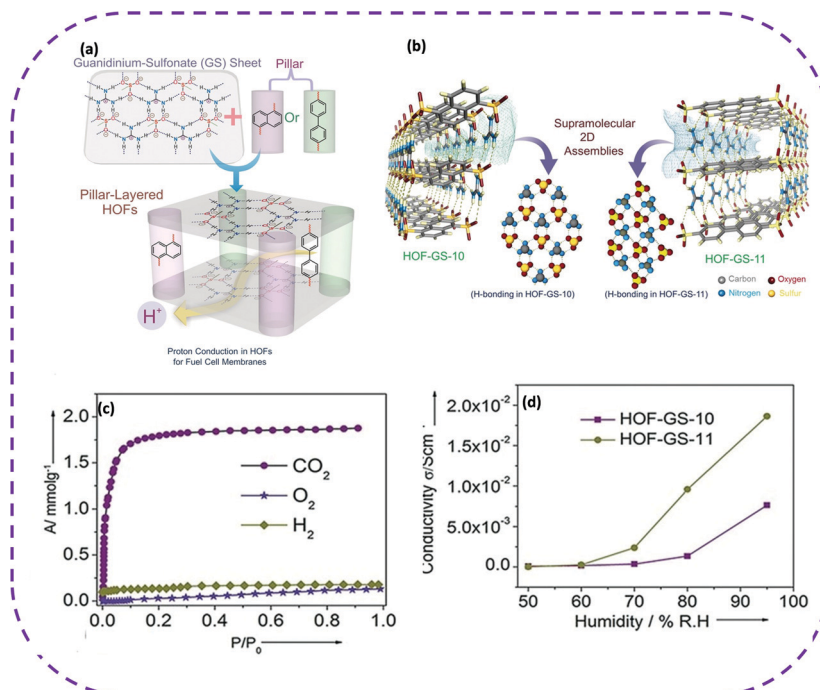 (a)
Guanidinium-Sulfonate (GS) Sheet
Pillar
Or
Pillar-Layered
HOFs
H⁺
Proton Conduction in HOFs
for Fuel Cell Membranes
(b)
Supramolecular
2D
Assemblies
HOF-GS-10
HOF-GS-11
(H-bonding in HOF-GS-10)
(H-bonding in HOF-GS-11)
Carbon
Oxygen
Nitrogen
Sulfur
(c)
A/ mmolg⁻¹
2.0
1.5
1.0
0.5
0.0
CO₂
O₂
H₂
0.0 0.2 0.4 0.6 0.8 1.0
P/P₀
(d)
Conductivity σ/Scm⁻
2.0x10⁻²
1.5x10⁻²
1.0x10⁻²
5.0x10⁻³
0.0
HOF-GS-10
HOF-GS-11
50 60 70 80 90 100
Humidity / % R.H